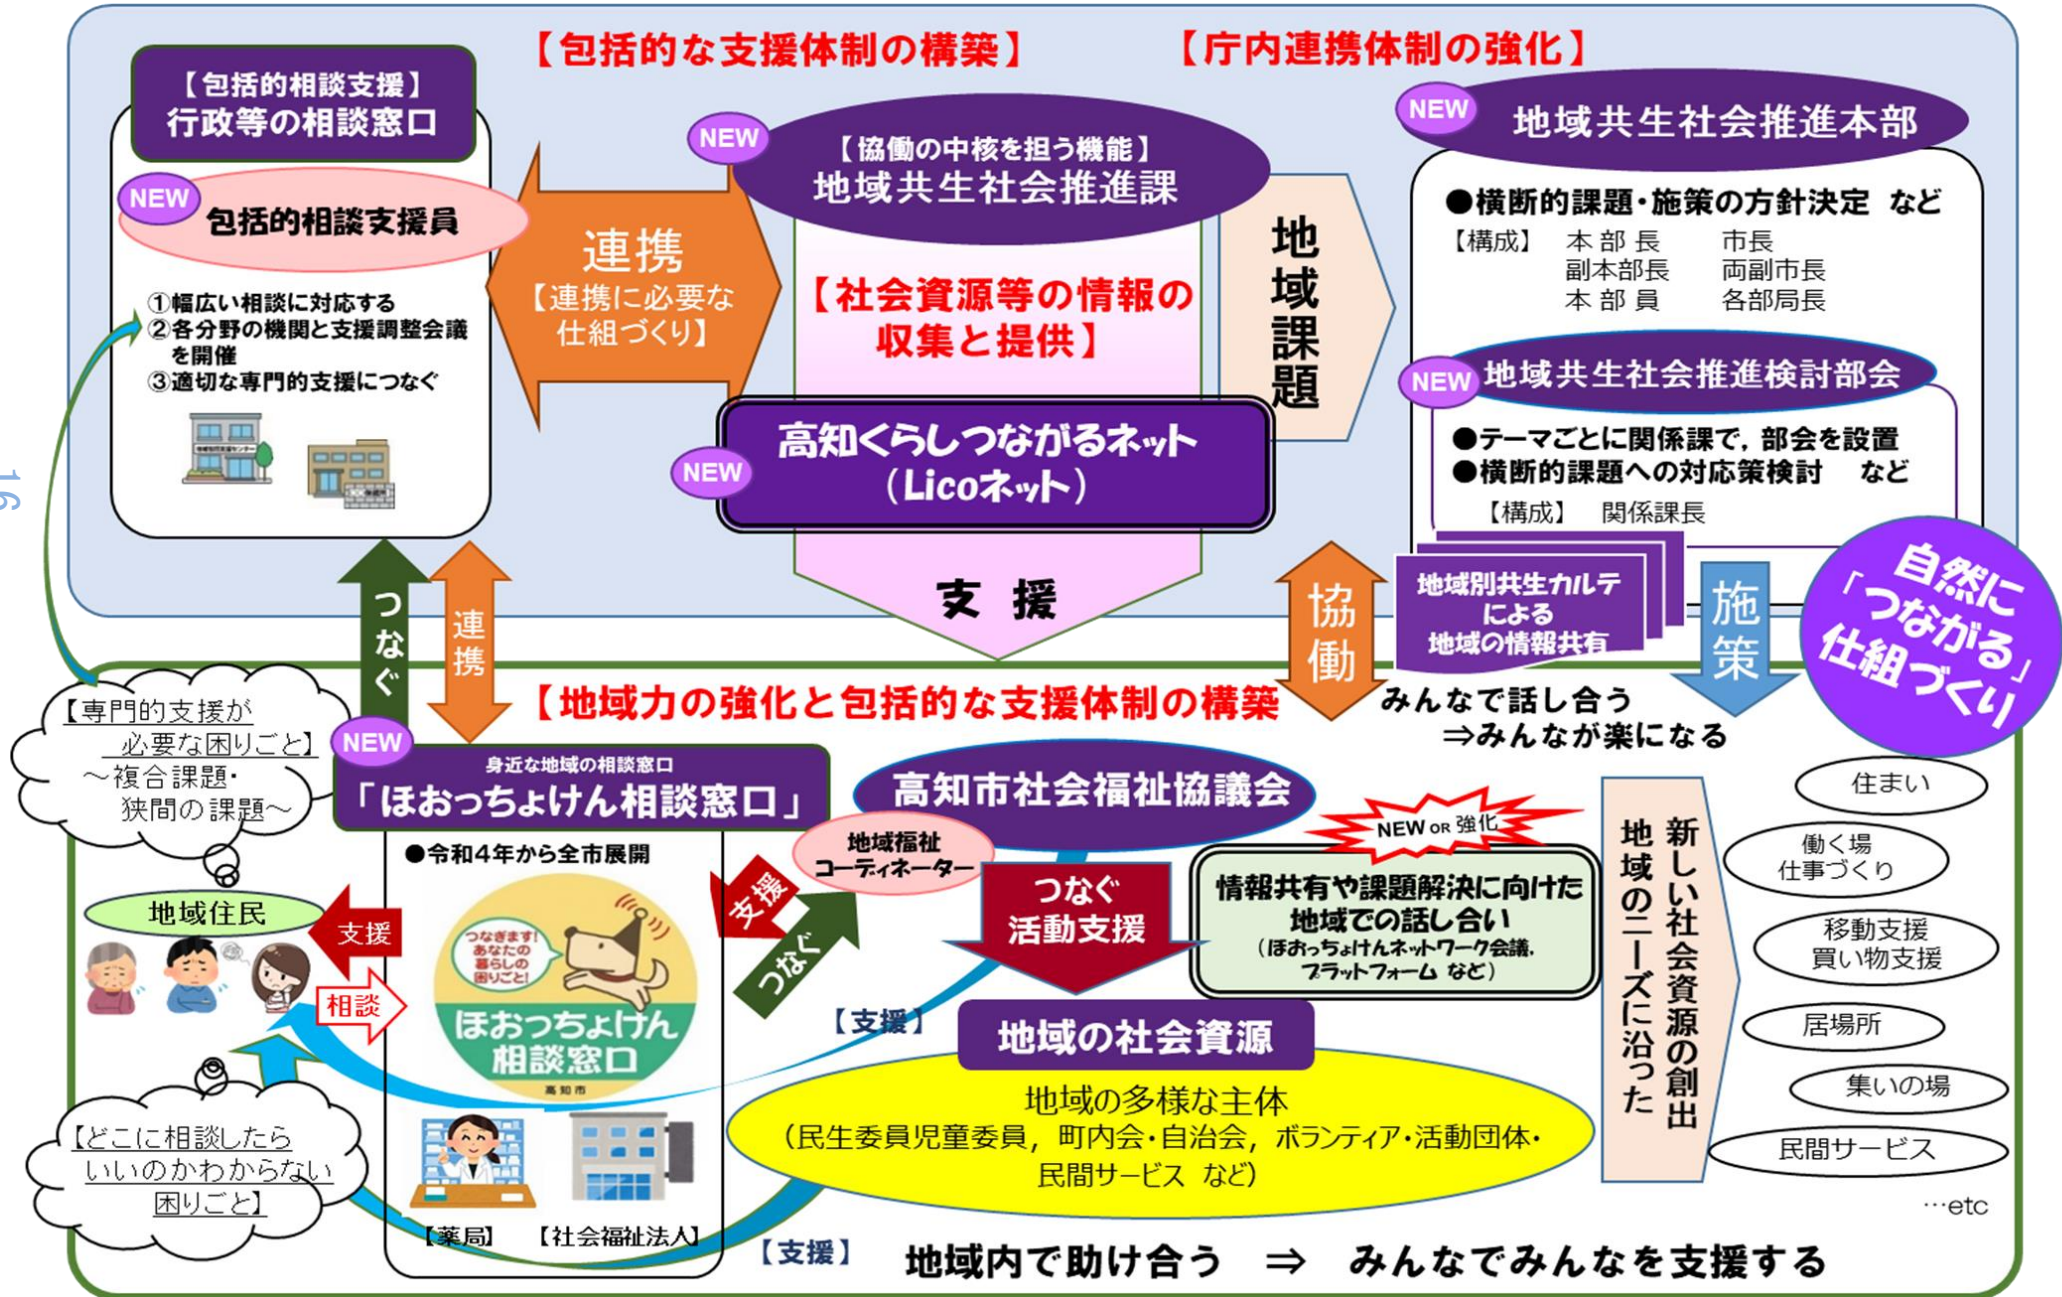 【包括的な支援体制の構築】
【庁内連携体制の強化】
【包括的相談支援】
行政等の相談窓口
NEW
包括的相談支援員
①幅広い相談に対応する
②各分野の機関と支援調整会議
を開催
③適切な専門的支援につなぐ
連携
【連携に必要な
仕組づくり】
NEW
【協働の中核を担う機能】
地域共生社会推進課
【社会資源等の情報の
収集と提供】
NEW
高知くらしつながるネット
（Licoネット）
支 援
地域課題
NEW
地域共生社会推進本部
●横断的課題・施策の方針決定 など
【構成】 本 部 長 市長
副本部長 両副市長
本 部 員 各部局長
NEW
地域共生社会推進検討部会
●テーマごとに関係課で，部会を設置
●横断的課題への対応策検討 など
【構成】 関係課長
地域別共生カルテ
による
地域の情報共有
施策
協働
自然に
「つながる」
仕組づくり
16
つなぐ
連携
【地域力の強化と包括的な支援体制の構築
みんなで話し合う
⇒みんなが楽になる
【専門的支援が
必要な困りごと】
～複合課題・
狭間の課題～
NEW
身近な地域の相談窓口
「ほおっちょけん相談窓口」
●令和４年から全市展開
つなぎます!
あなたの
暮らしの
困りごと!
ほおっちょけん
相談窓口
高知市
【薬局】
【社会福祉法人】
地域住民
支援
相談
【どこに相談したら
いいのかわからない
困りごと】
高知市社会福祉協議会
地域福祉
コーディネーター
支援
つなぐ
つなぐ
活動支援
NEW OR 強化
情報共有や課題解決に向けた
地域での話し合い
（ほおっちょけんネットワーク会議，
プラットフォーム など）
【支援】
地域の社会資源
地域の多様な主体
（民生委員児童委員，町内会・自治会，ボランティア・活動団体・
民間サービス など）
新しい社会資源の創出
地域のニーズに沿った
住まい
働く場
仕事づくり
移動支援
買い物支援
居場所
集いの場
民間サービス
…etc
【支援】
地域内で助け合う ⇒ みんなでみんなを支援する